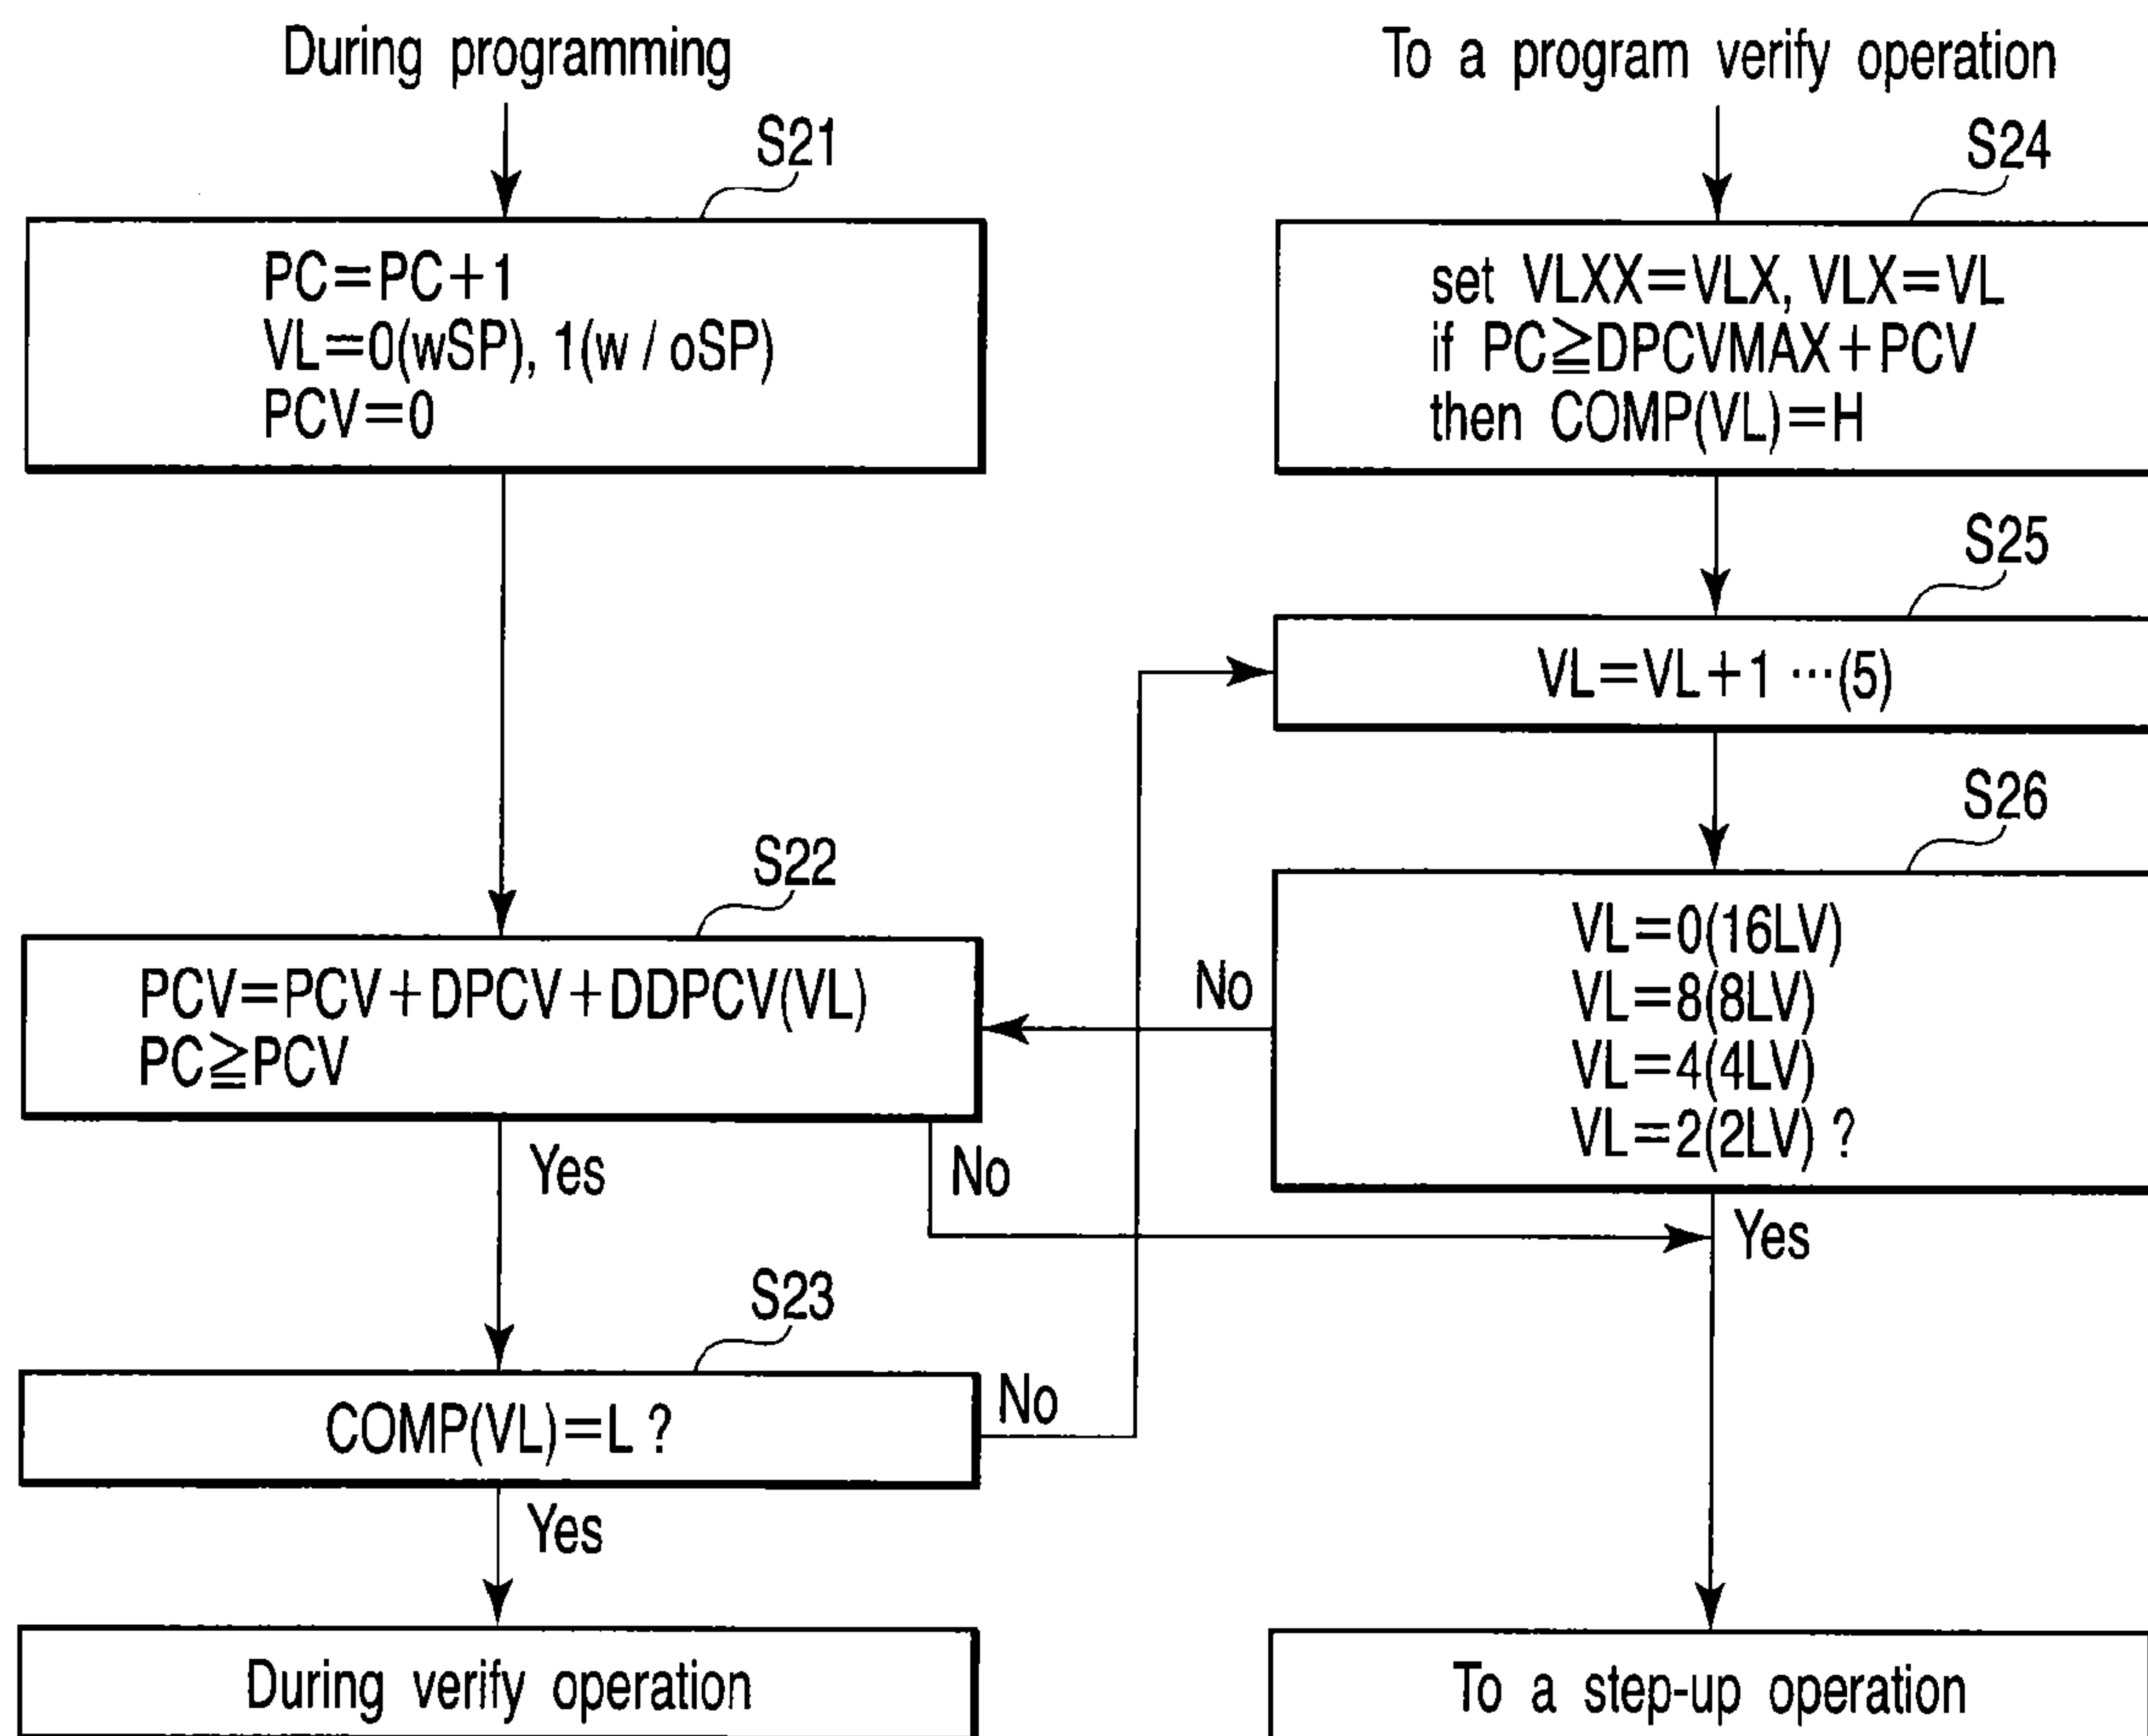 During programming
S21
PC=PC+1
VL=0(wSP), 1(w/oSP)
PCV=0
S22
PCV=PCV+DPCV+DDPCV(VL)
PC≧PCV
Yes
No
S23
COMP(VL)=L ?
No
Yes
During verify operation
To a program verify operation
S24
set VLXX=VLX, VLX=VL
if PC≧DPCVMAX+PCV
then COMP(VL)=H
S25
VL=VL+1 ···(5)
S26
VL=0(16LV)
VL=8(8LV)
VL=4(4LV)
VL=2(2LV) ?
No
Yes
To a step-up operation